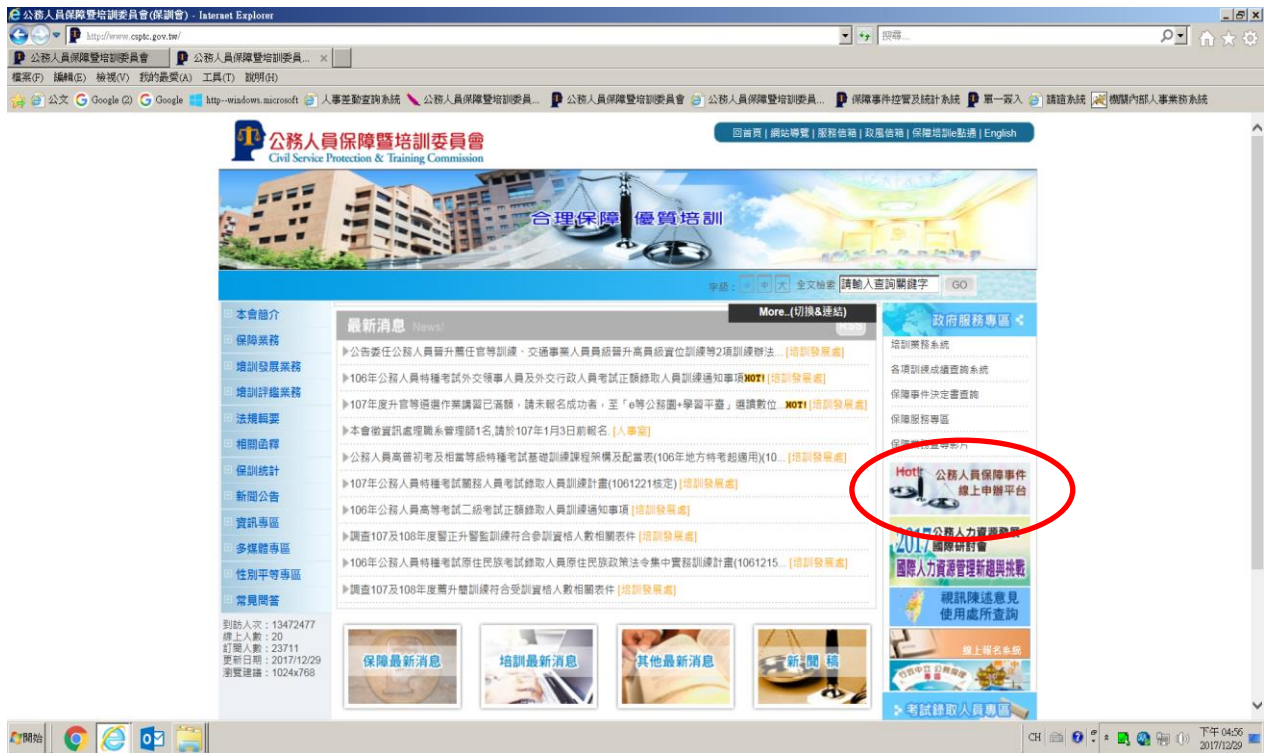 公務人員保障暨培訓委員會(保訓會) - Internet Explorer
http://www.csptc.gov.tw/
搜尋...
公務人員保障暨培訓委員會
公務人員保障暨培訓委員...
檔案(F) 編輯(E) 檢視(V) 我的最愛(A) 工具(T) 說明(H)
公文 Google (2) Google http--windows.microsoft 人事差勤查詢系統 公務人員保障暨培訓委員... 公務人員保障暨培訓委員會 公務人員保障暨培訓委員... 保障事件控管及統計系統 單一簽入 請諮系統 機關內部人事業務系統
公務人員保障暨培訓委員會
Civil Service Protection & Training Commission
回首頁 | 網站導覽 | 服務信箱 | 政風信箱 | 保障培訓e點通 | English
合理保障 優質培訓
字級: 小 中 大 全文檢索 請輸入查詢關鍵字 GO
本會簡介
保障業務
培訓發展業務
培訓評鑑業務
法規輯要
相關函釋
保訓統計
新聞公告
資訊專區
多媒體專區
性別平等專區
常見問答
到訪人次：13472477
線上人數：20
訂閱人數：23711
更新日期：2017/12/29
瀏覽建議：1024x768
最新消息 News!
More..(切換&連結)
RSS
公告委任公務人員晉升薦任官等訓練、交通事業人員員級晉升高員級資位訓練等2項訓練辦法... [培訓發展處]
106年公務人員特種考試外交領事人員及外交行政人員考試正額錄取人員訓練通知事項HOT! [培訓發展處]
107年度升官等遴選作業講習已滿額，請未報名成功者，至「e等公務園+學習平臺」選讀數位...HOT! [培訓發展處]
本會徵資訊處理職系管理師1名,請於107年1月3日前報名. [人事室]
公務人員高普初考及相當等級特種考試基礎訓練課程架構及配當表(106年地方特考起適用)(10... [培訓發展處]
107年公務人員特種考試關務人員考試錄取人員訓練計畫(1061221核定) [培訓發展處]
106年公務人員高等考試二級考試正額錄取人員訓練通知事項 [培訓發展處]
調查107及108年度警正升警監訓練符合參訓資格人數相關表件 [培訓發展處]
106年公務人員特種考試原住民族考試錄取人員原住民族政策法令集中實務訓練計畫(1061215... [培訓發展處]
調查107及108年度薦升簡訓練符合受訓資格人數相關表件 [培訓發展處]
保障最新消息
培訓最新消息
其他最新消息
新 聞 稿
政府服務專區
培訓業務系統
各項訓練成績查詢系統
保障事件決定書查詢
保障服務專區
保障業務宣導影片
Hot!! 公務人員保障事件
線上申辦平台
2017 公務人力資源發展
國際研討會
國際人力資源管理新趨與挑戰
視訊陳述意見
使用處所查詢
線上報名系統
考試錄取人員專區
開始
CH
下午 04:56
2017/12/29